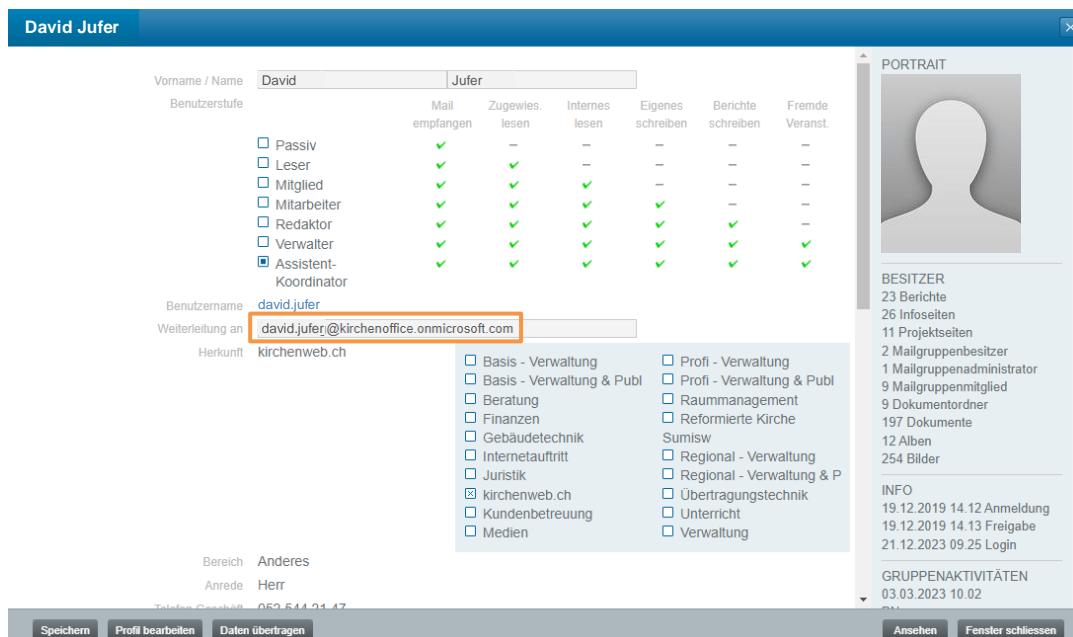 David Jufer
Vorname / Name David Jufer
Benutzerstufe Mail Zugewies. Internes Eigenes Berichte Fremde
empfangen lesen lesen schreiben schreiben Veranst.
Passiv
Leser
Mitglied
Mitarbeiter
Redaktor
Verwalter
Assistent-
Koordinator
Benutzername david.jufer
Weiterleitung an david.jufer@kirchenoffice.onmicrosoft.com
Herkunft kirchenweb.ch
Basis - Verwaltung
Basis - Verwaltung & Publ
Beratung
Finanzen
Gebäudetechnik
Internetauftritt
Juristik
kirchenweb.ch
Kundenbetreuung
Medien
Profi - Verwaltung
Profi - Verwaltung & Publ
Raummanagement
Reformierte Kirche
Sumisw
Regional - Verwaltung
Regional - Verwaltung & P
Übertragungstechnik
Unterricht
Verwaltung
Bereich Anderes
Anrede Herr
Telefon Geschäft 052 544 21 47
PORTRAIT
BESITZER
23 Berichte
26 Infoseiten
11 Projektseiten
2 Mailgruppenbesitzer
1 Mailgruppenadministrator
9 Mailgruppenmitglied
9 Dokumentordner
197 Dokumente
12 Alben
254 Bilder
INFO
19.12.2019 14.12 Anmeldung
19.12.2019 14.13 Freigabe
21.12.2023 09.25 Login
GRUPPENAKTIVITÄTEN
03.03.2023 10.02
Speichern Profil bearbeiten Daten übertragen Ansehen Fenster schliessen